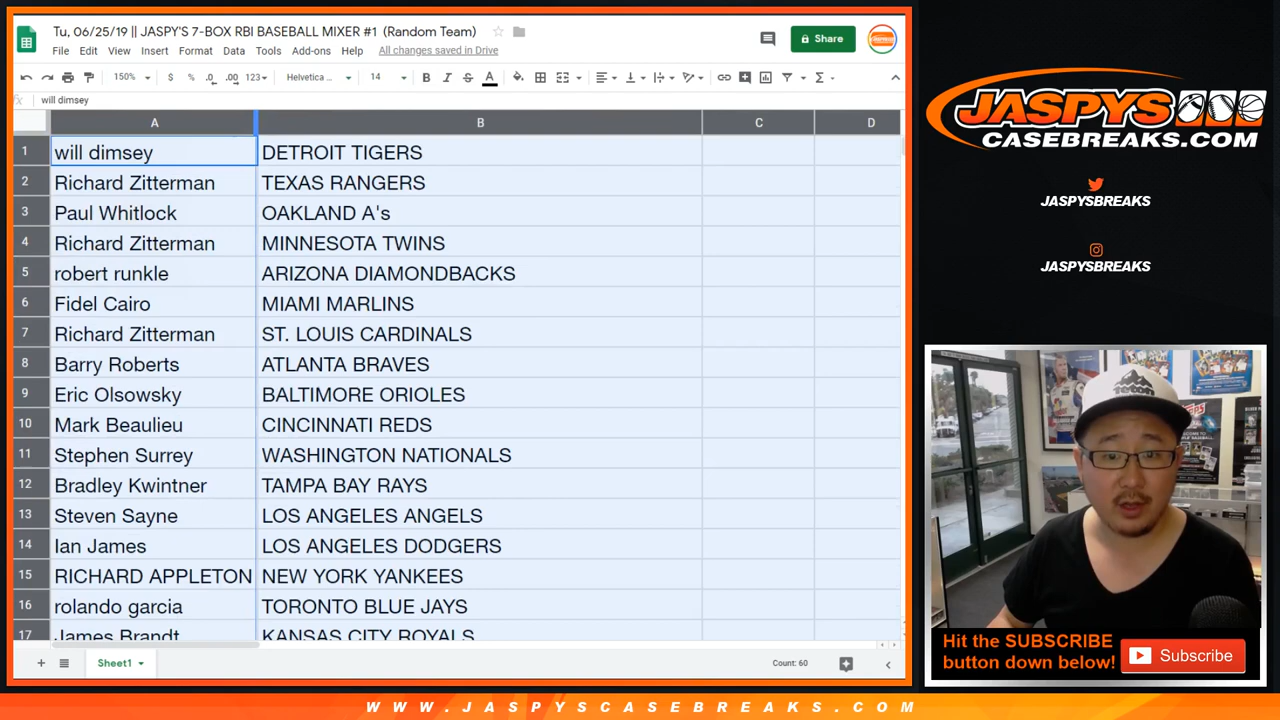 Tu, 06/25/19 || JASPY'S 7-BOX RBI BASEBALL MIXER #1 (Random Team)
File Edit View Insert Format Data Tools Add-ons Help All changes saved in Drive
Share
150% $ % .0 .00 123 Helvetica ... 14 B I S A
fx will dimsey
A B C D
1 will dimsey DETROIT TIGERS
2 Richard Zitterman TEXAS RANGERS
3 Paul Whitlock OAKLAND A's
4 Richard Zitterman MINNESOTA TWINS
5 robert runkle ARIZONA DIAMONDBACKS
6 Fidel Cairo MIAMI MARLINS
7 Richard Zitterman ST. LOUIS CARDINALS
8 Barry Roberts ATLANTA BRAVES
9 Eric Olsowsky BALTIMORE ORIOLES
10 Mark Beaulieu CINCINNATI REDS
11 Stephen Surrey WASHINGTON NATIONALS
12 Bradley Kwintner TAMPA BAY RAYS
13 Steven Sayne LOS ANGELES ANGELS
14 Ian James LOS ANGELES DODGERS
15 RICHARD APPLETON NEW YORK YANKEES
16 rolando garcia TORONTO BLUE JAYS
17 James Brandt KANSAS CITY ROYALS
+ Sheet1 Count: 60
JASPYS
CASEBREAKS.COM
JASPYSBREAKS
JASPYSBREAKS
Hit the SUBSCRIBE
button down below!
Subscribe
WWW.JASPYSCASEBREAKS.COM